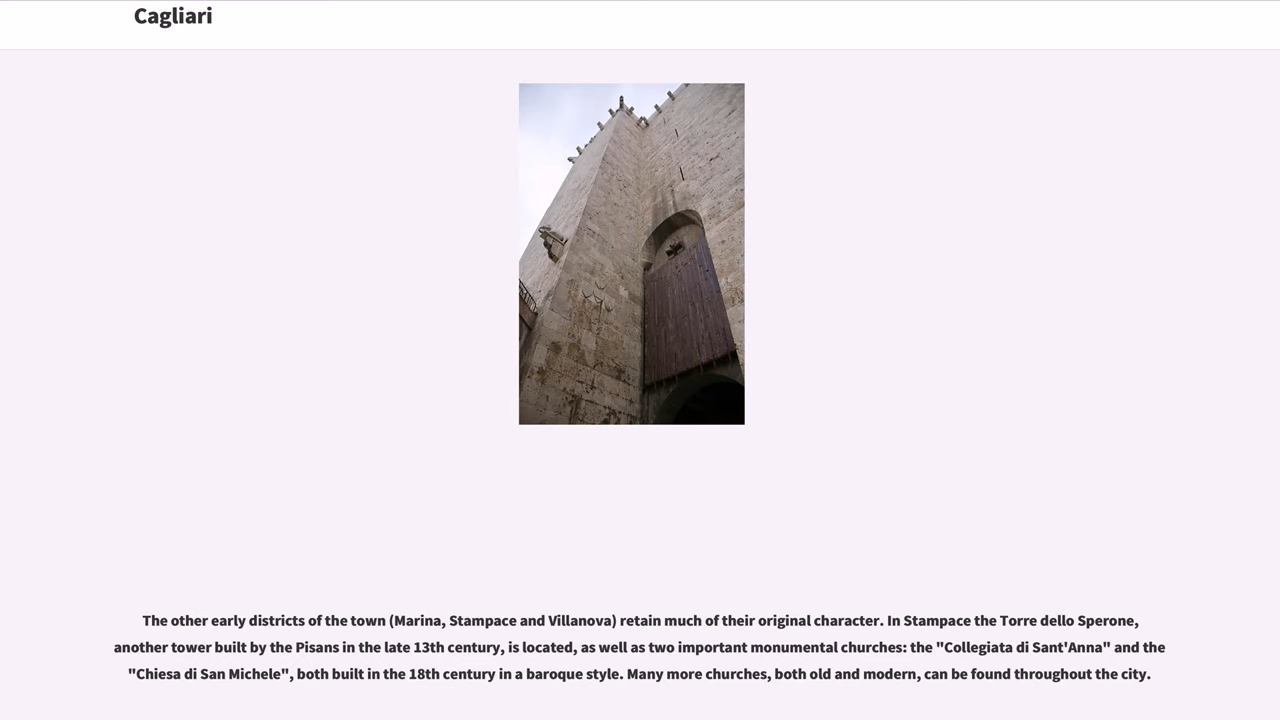 Cagliari
The other early districts of the town (Marina, Stampace and Villanova) retain much of their original character. In Stampace the Torre dello Sperone,
another tower built by the Pisans in the late 13th century, is located, as well as two important monumental churches: the "Collegiata di Sant'Anna" and the
"Chiesa di San Michele", both built in the 18th century in a baroque style. Many more churches, both old and modern, can be found throughout the city.